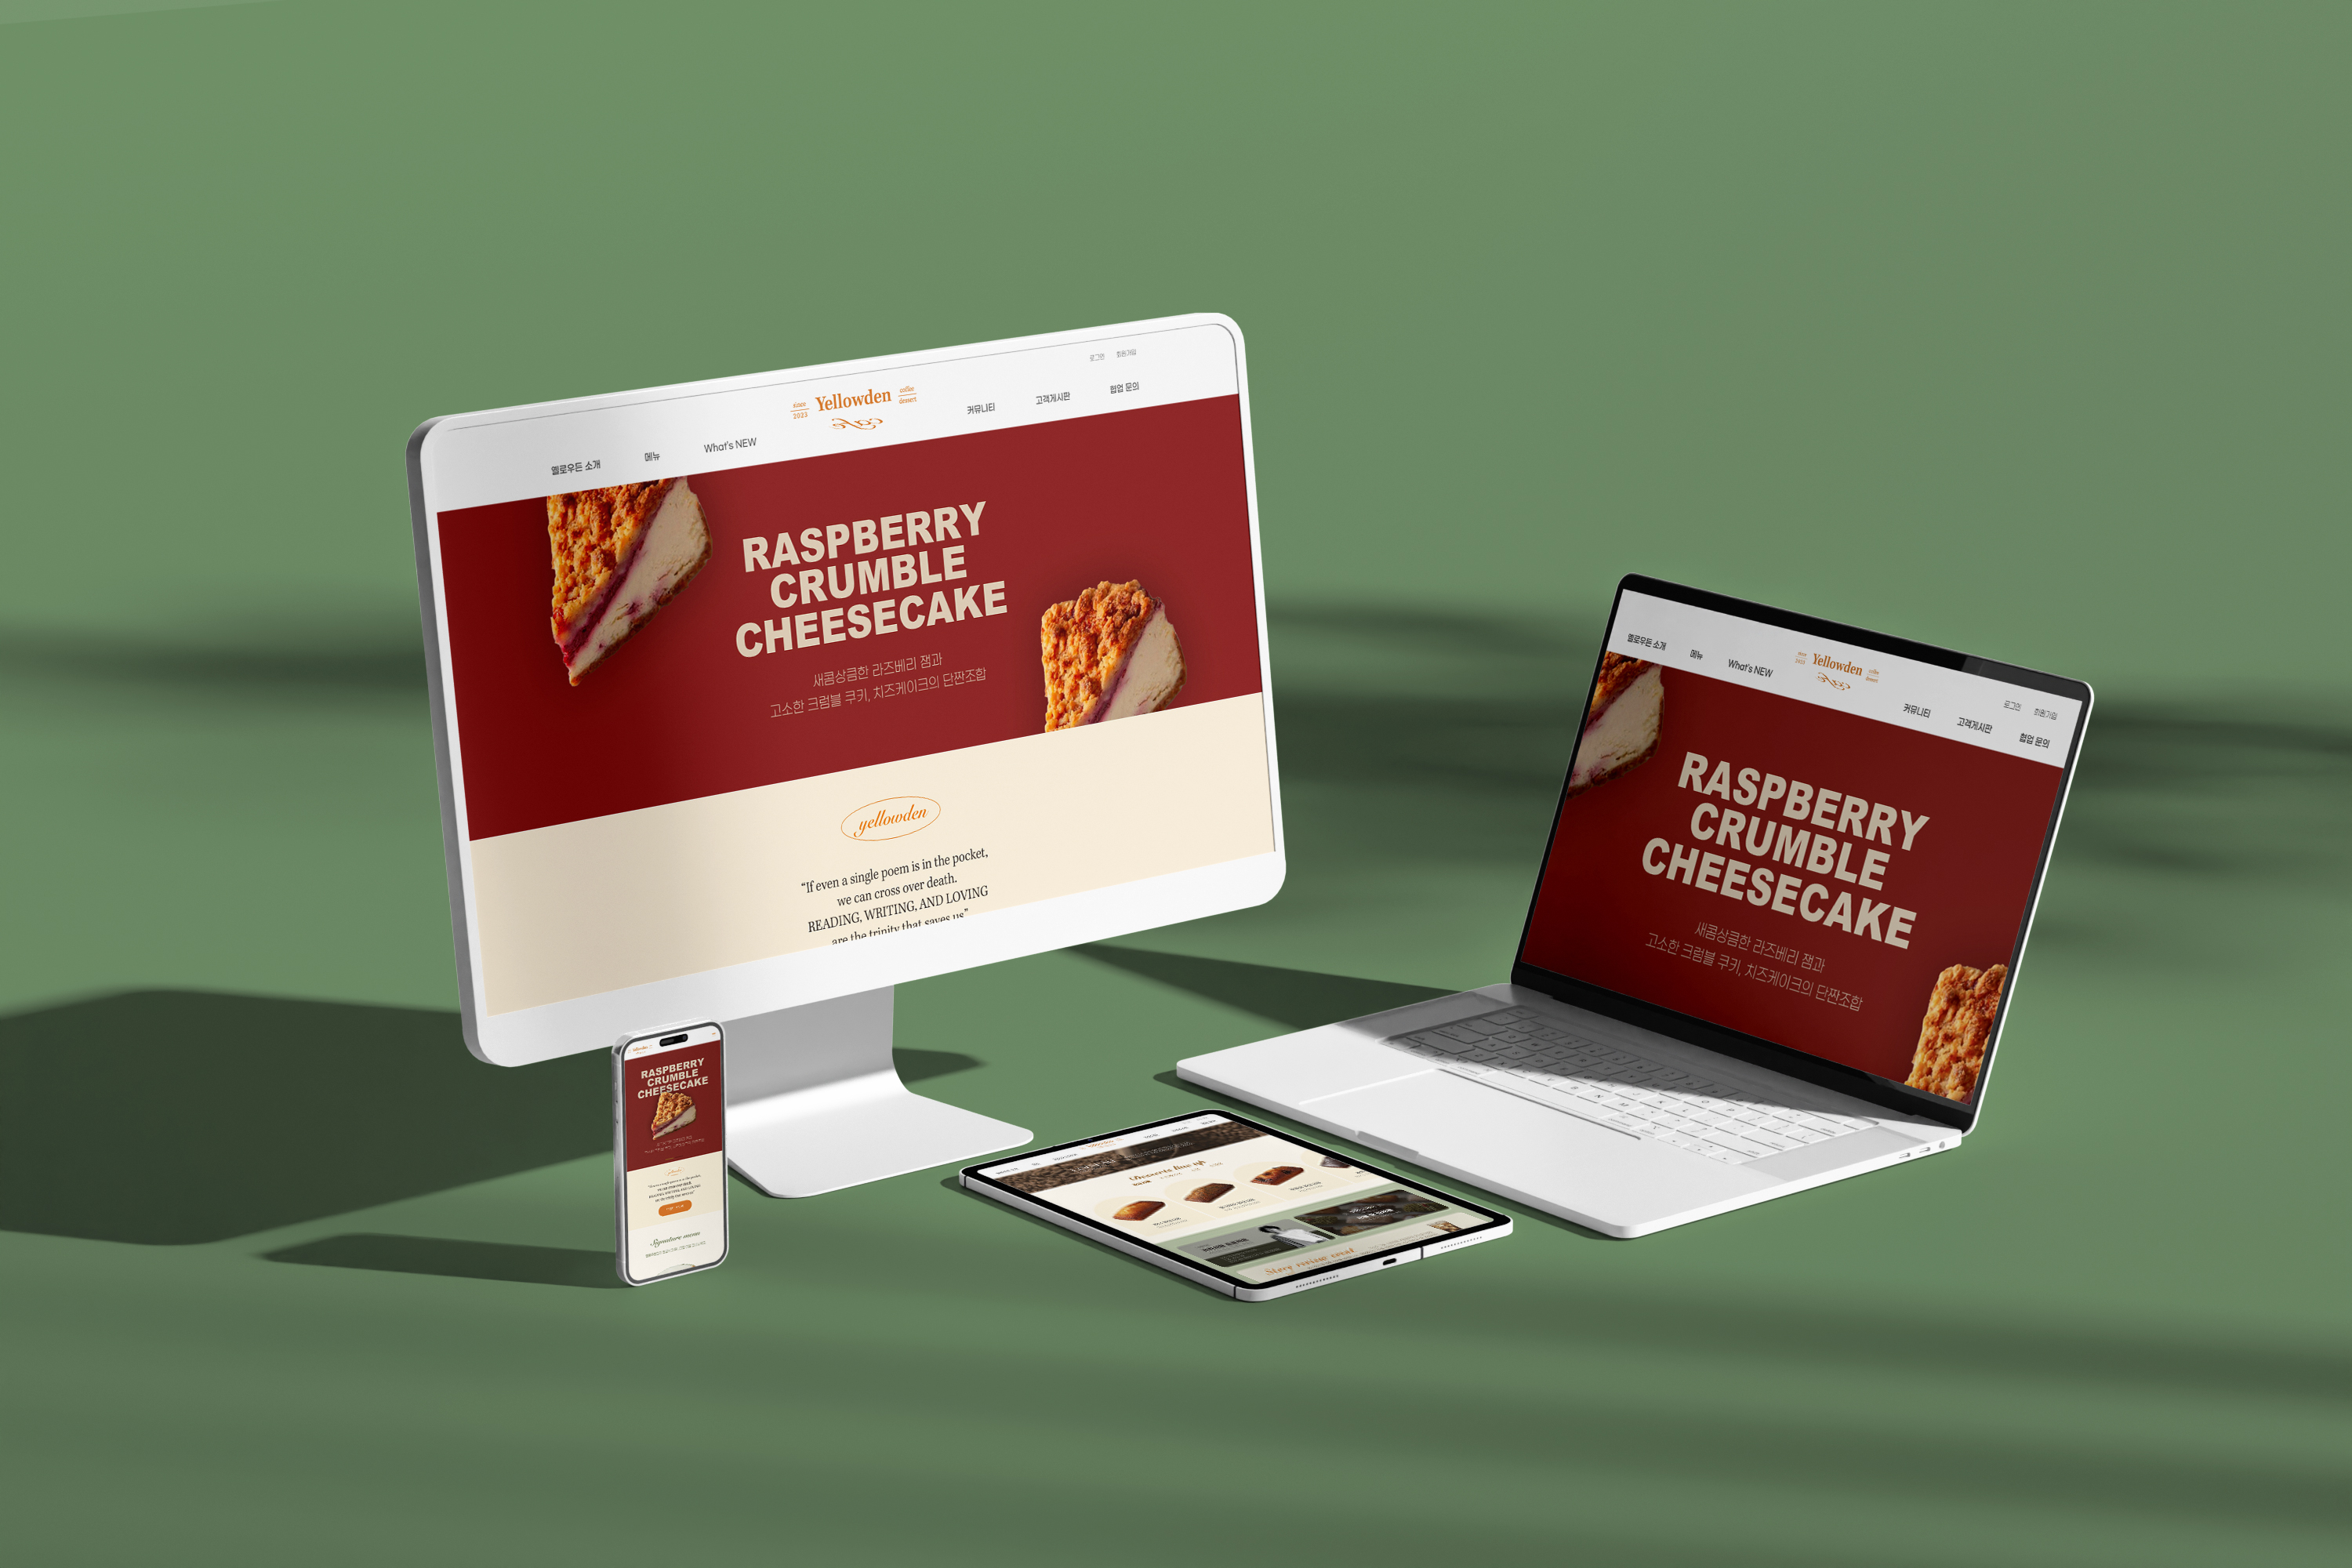 로그인 회원가입
since
2023
Yellowden
coffee
dessert
cafe
옐로우든 소개 메뉴 What's NEW 커뮤니티 고객게시판 협업 문의
RASPBERRY
CRUMBLE
CHEESECAKE
새콤상큼한 라즈베리 잼과
고소한 크럼블 쿠키, 치즈케이크의 단짠조합
yellowden
“If even a single poem is in the pocket,
we can cross over death.
READING, WRITING, AND LOVING
are the trinity that saves us”
RASPBERRY
CRUMBLE
CHEESECAKE
Signature menu
Desserts line up
옐로우든 소개 메뉴 What's NEW
since
2023
Yellowden
coffee
dessert
cafe
로그인 회원가입
커뮤니티 고객게시판 협업 문의
RASPBERRY
CRUMBLE
CHEESECAKE
새콤상큼한 라즈베리 잼과
고소한 크럼블 쿠키, 치즈케이크의 단짠조합